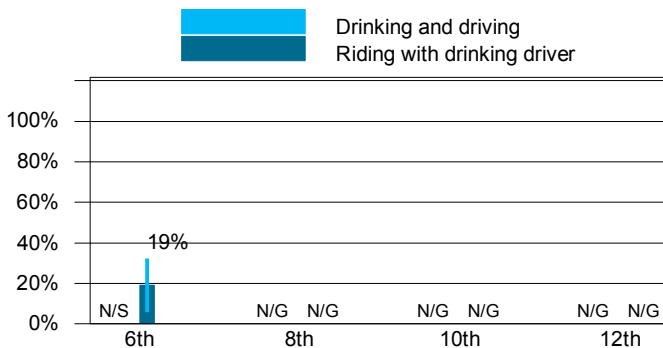 Drinking and driving
Riding with drinking driver
100%
80%
60%
40%
20%
0%
19%
N/S N/G N/G N/G N/G N/G N/G
6th 8th 10th 12th